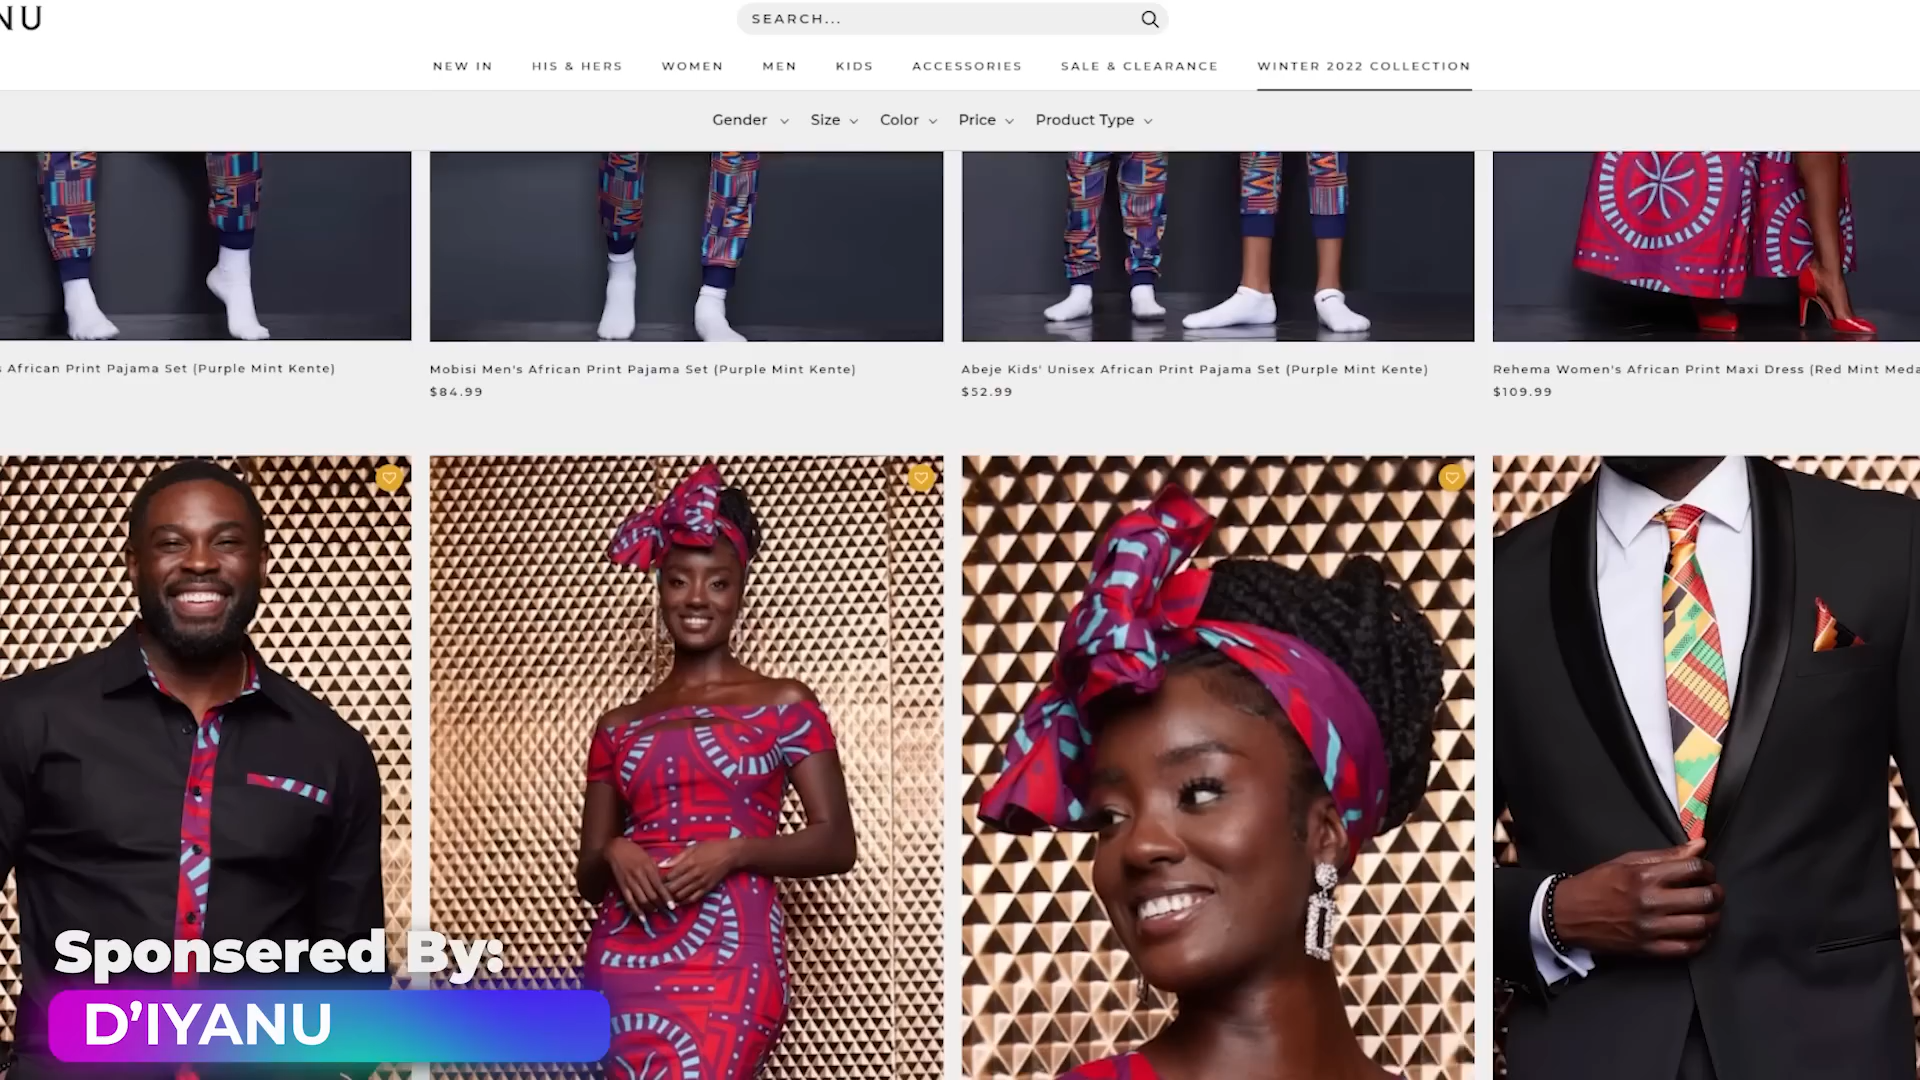 NU
SEARCH...
NEW IN HIS & HERS WOMEN MEN KIDS ACCESSORIES SALE & CLEARANCE WINTER 2022 COLLECTION
Gender Size Color Price Product Type
African Print Pajama Set (Purple Mint Kente)
Mobisi Men's African Print Pajama Set (Purple Mint Kente)
$84.99
Abeje Kids' Unisex African Print Pajama Set (Purple Mint Kente)
$52.99
Rehema Women's African Print Maxi Dress (Red Mint Meda
$109.99
Sponsered By:
D'IYANU